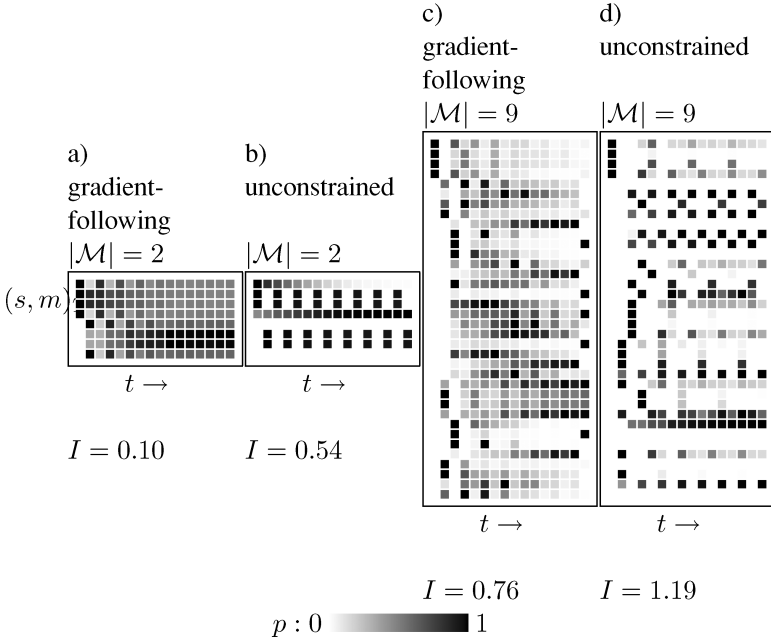 c)
gradient-
following
|ℳ| = 9
d)
unconstrained
|ℳ| = 9
a)
gradient-
following
|ℳ| = 2
b)
unconstrained
|ℳ| = 2
(s, m)
t →
t →
I = 0.10
I = 0.54
t →
t →
I = 0.76
I = 1.19
p : 0
1